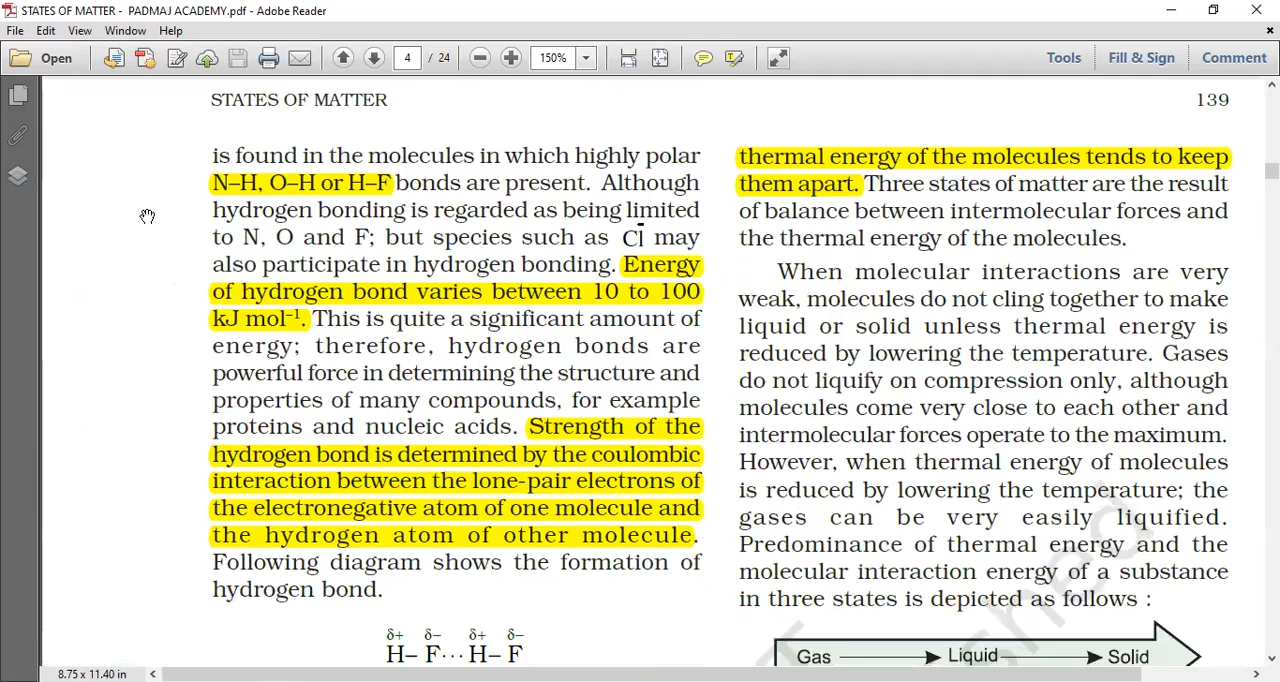 STATES OF MATTER - PADMAJ ACADEMY.pdf - Adobe Reader
File Edit View Window Help
Open 4 / 24 150% Tools Fill & Sign Comment
STATES OF MATTER 139
is found in the molecules in which highly polar
N–H, O–H or H–F bonds are present. Although
hydrogen bonding is regarded as being limited
to N, O and F; but species such as Cl̄ may
also participate in hydrogen bonding. Energy
of hydrogen bond varies between 10 to 100
kJ mol⁻¹. This is quite a significant amount of
energy; therefore, hydrogen bonds are
powerful force in determining the structure and
properties of many compounds, for example
proteins and nucleic acids. Strength of the
hydrogen bond is determined by the coulombic
interaction between the lone-pair electrons of
the electronegative atom of one molecule and
the hydrogen atom of other molecule.
Following diagram shows the formation of
hydrogen bond.
δ+ δ– δ+ δ–
H– F··· H– F
thermal energy of the molecules tends to keep
them apart. Three states of matter are the result
of balance between intermolecular forces and
the thermal energy of the molecules.
When molecular interactions are very
weak, molecules do not cling together to make
liquid or solid unless thermal energy is
reduced by lowering the temperature. Gases
do not liquify on compression only, although
molecules come very close to each other and
intermolecular forces operate to the maximum.
However, when thermal energy of molecules
is reduced by lowering the temperature; the
gases can be very easily liquified.
Predominance of thermal energy and the
molecular interaction energy of a substance
in three states is depicted as follows :
Gas Liquid Solid
8.75 x 11.40 in